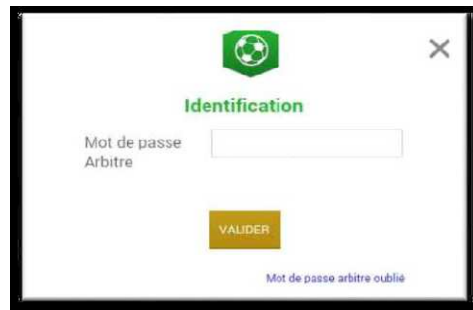 Identification
Mot de passe
Arbitre
VALIDER
Mot de passe arbitre oublié